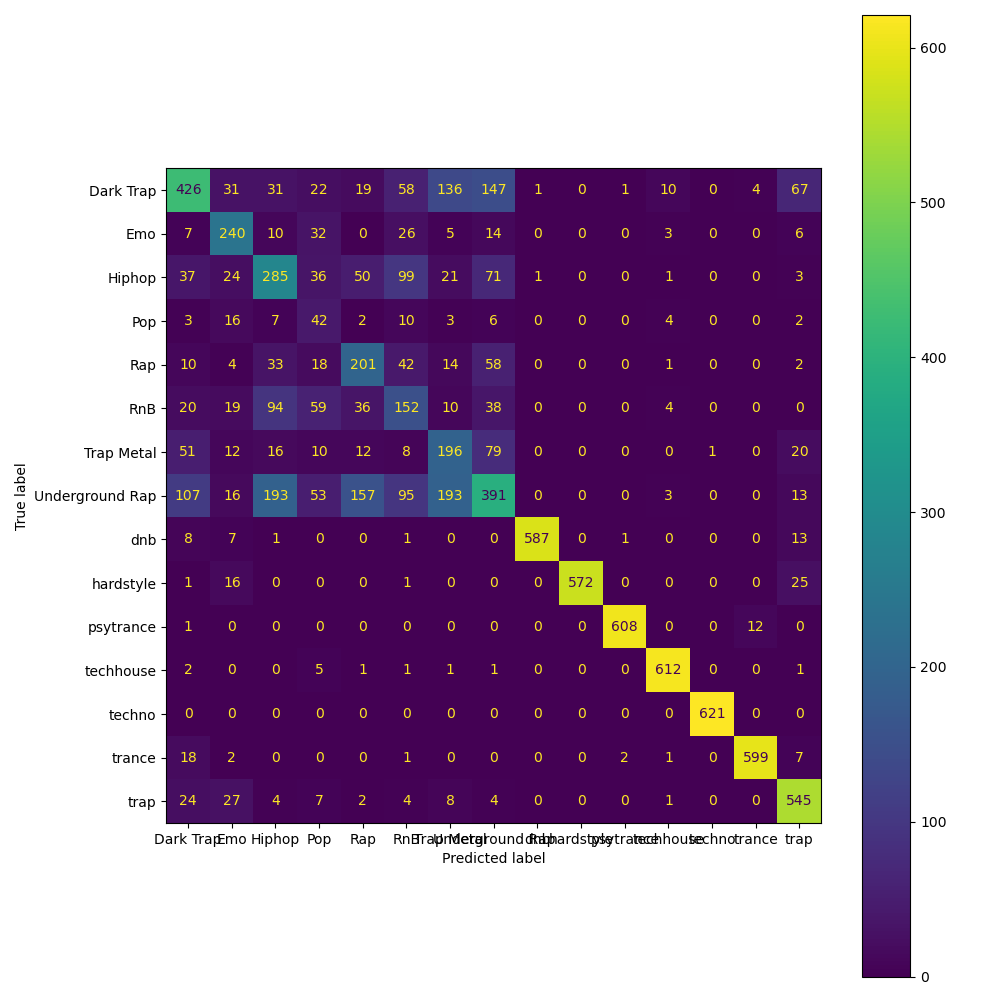 600
Dark Trap 426 31 31 22 19 58 136 147 1 0 1 10 0 4 67
Emo 7 240 10 32 0 26 5 14 0 0 0 3 0 0 6
500
Hiphop 37 24 285 36 50 99 21 71 1 0 0 1 0 0 3
Pop 3 16 7 42 2 10 3 6 0 0 0 4 0 0 2
Rap 10 4 33 18 201 42 14 58 0 0 0 1 0 0 2
400
RnB 20 19 94 59 36 152 10 38 0 0 0 4 0 0 0
Trap Metal 51 12 16 10 12 8 196 79 0 0 0 0 1 0 20
True label
Underground Rap 107 16 193 53 157 95 193 391 0 0 0 3 0 0 13
300
dnb 8 7 1 0 0 1 0 0 587 0 1 0 0 0 13
hardstyle 1 16 0 0 0 1 0 0 0 572 0 0 0 0 25
psytrance 1 0 0 0 0 0 0 0 0 0 608 0 0 12 0
200
techhouse 2 0 0 5 1 1 1 1 0 0 0 612 0 0 1
techno 0 0 0 0 0 0 0 0 0 0 0 0 621 0 0
trance 18 2 0 0 0 1 0 0 0 0 2 1 0 599 7
trap 24 27 4 7 2 4 8 4 0 0 0 1 0 0 545
100
Dark Trap Emo Hiphop Pop Rap RnB Trap Metal Underground Rap dnb hardstyle psytrance techhouse techno trance trap
Predicted label
0